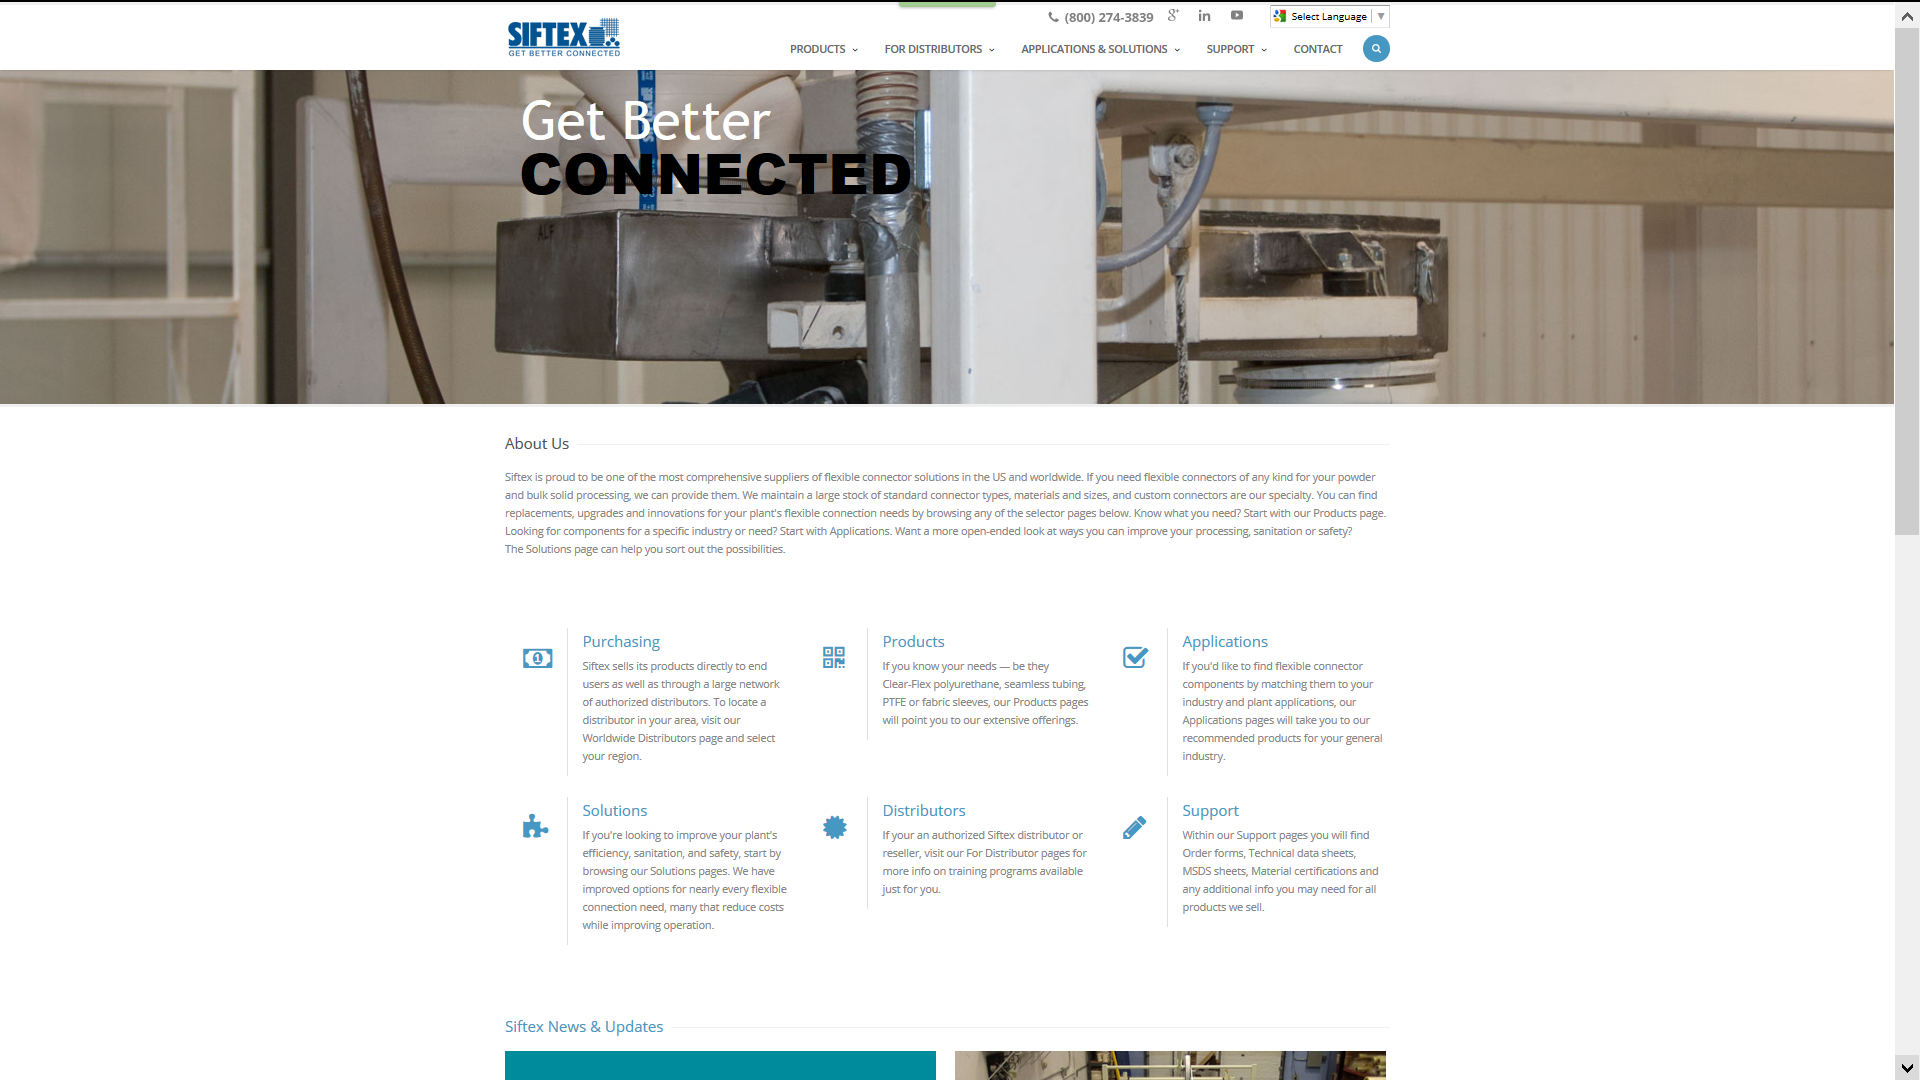 (800) 274-3839
Select Language
SIFTEX
GET BETTER CONNECTED
PRODUCTS
FOR DISTRIBUTORS
APPLICATIONS & SOLUTIONS
SUPPORT
CONTACT
Get Better
CONNECTED
About Us
Siftex is proud to be one of the most comprehensive suppliers of flexible connector solutions in the US and worldwide. If you need flexible connectors of any kind for your powder
and bulk solid processing, we can provide them. We maintain a large stock of standard connector types, materials and sizes, and custom connectors are our specialty. You can find
replacements, upgrades and innovations for your plant's flexible connection needs by browsing any of the selector pages below. Know what you need? Start with our Products page.
Looking for components for a specific industry or need? Start with Applications. Want a more open-ended look at ways you can improve your processing, sanitation or safety?
The Solutions page can help you sort out the possibilities.
Purchasing
Siftex sells its products directly to end
users as well as through a large network
of authorized distributors. To locate a
distributor in your area, visit our
Worldwide Distributors page and select
your region.
Products
If you know your needs — be they
Clear-Flex polyurethane, seamless tubing,
PTFE or fabric sleeves, our Products pages
will point you to our extensive offerings.
Applications
If you'd like to find flexible connector
components by matching them to your
industry and plant applications, our
Applications pages will take you to our
recommended products for your general
industry.
Solutions
If you're looking to improve your plant's
efficiency, sanitation, and safety, start by
browsing our Solutions pages. We have
improved options for nearly every flexible
connection need, many that reduce costs
while improving operation.
Distributors
If your an authorized Siftex distributor or
reseller, visit our For Distributor pages for
more info on training programs available
just for you.
Support
Within our Support pages you will find
Order forms, Technical data sheets,
MSDS sheets, Material certifications and
any additional info you may need for all
products we sell.
Siftex News & Updates